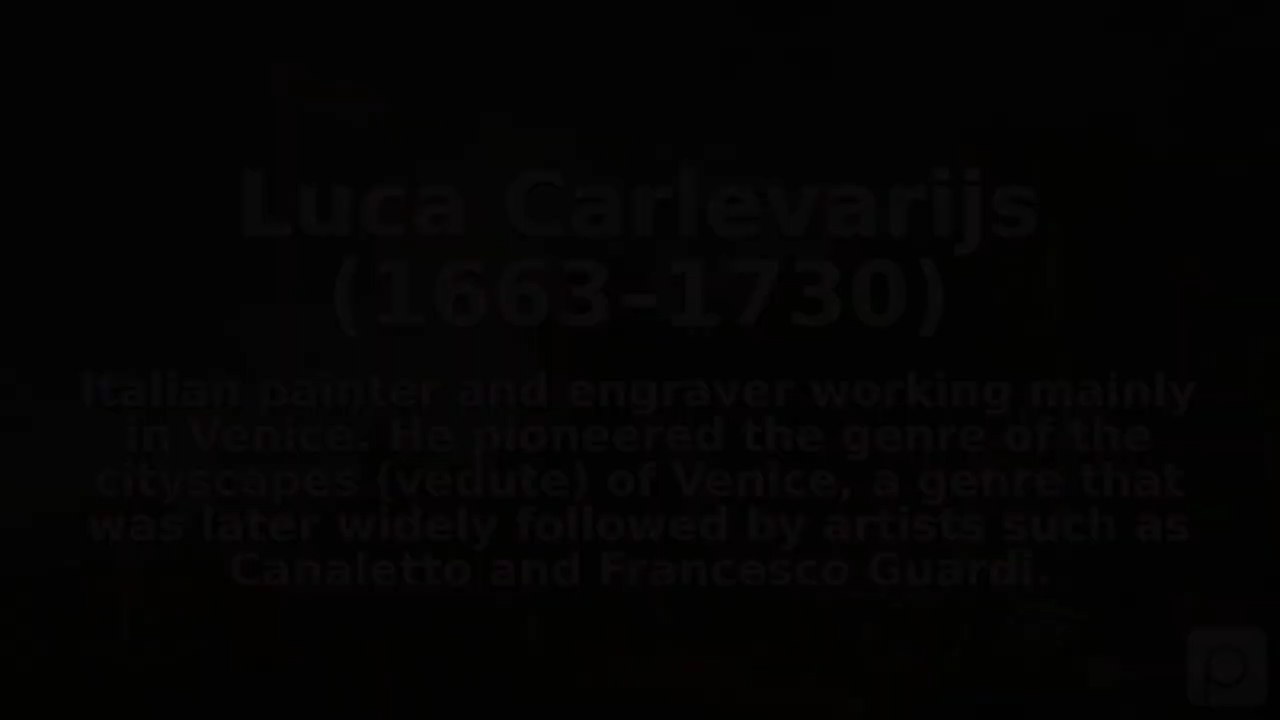 Luca Carlevarijs
(1663–1730)
Italian painter and engraver working mainly
in Venice. He pioneered the genre of the
cityscapes (vedute) of Venice, a genre that
was later widely followed by artists such as
Canaletto and Francesco Guardi.